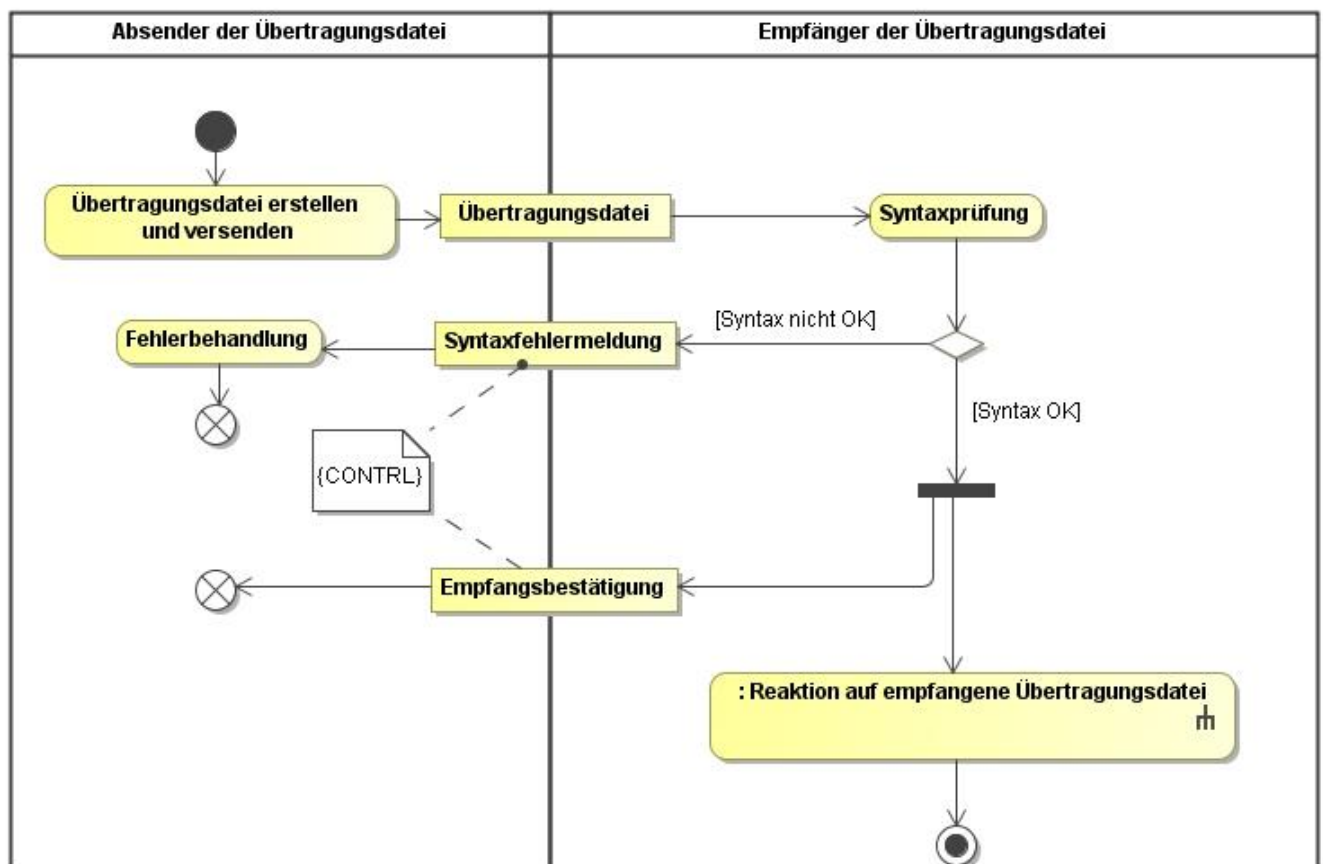 Absender der Übertragungsdatei
Empfänger der Übertragungsdatei
Übertragungsdatei erstellen
und versenden
Übertragungsdatei
Syntaxprüfung
Fehlerbehandlung
Syntaxfehlermeldung
[Syntax nicht OK]
[Syntax OK]
{CONTRL}
Empfangsbestätigung
: Reaktion auf empfangene Übertragungsdatei